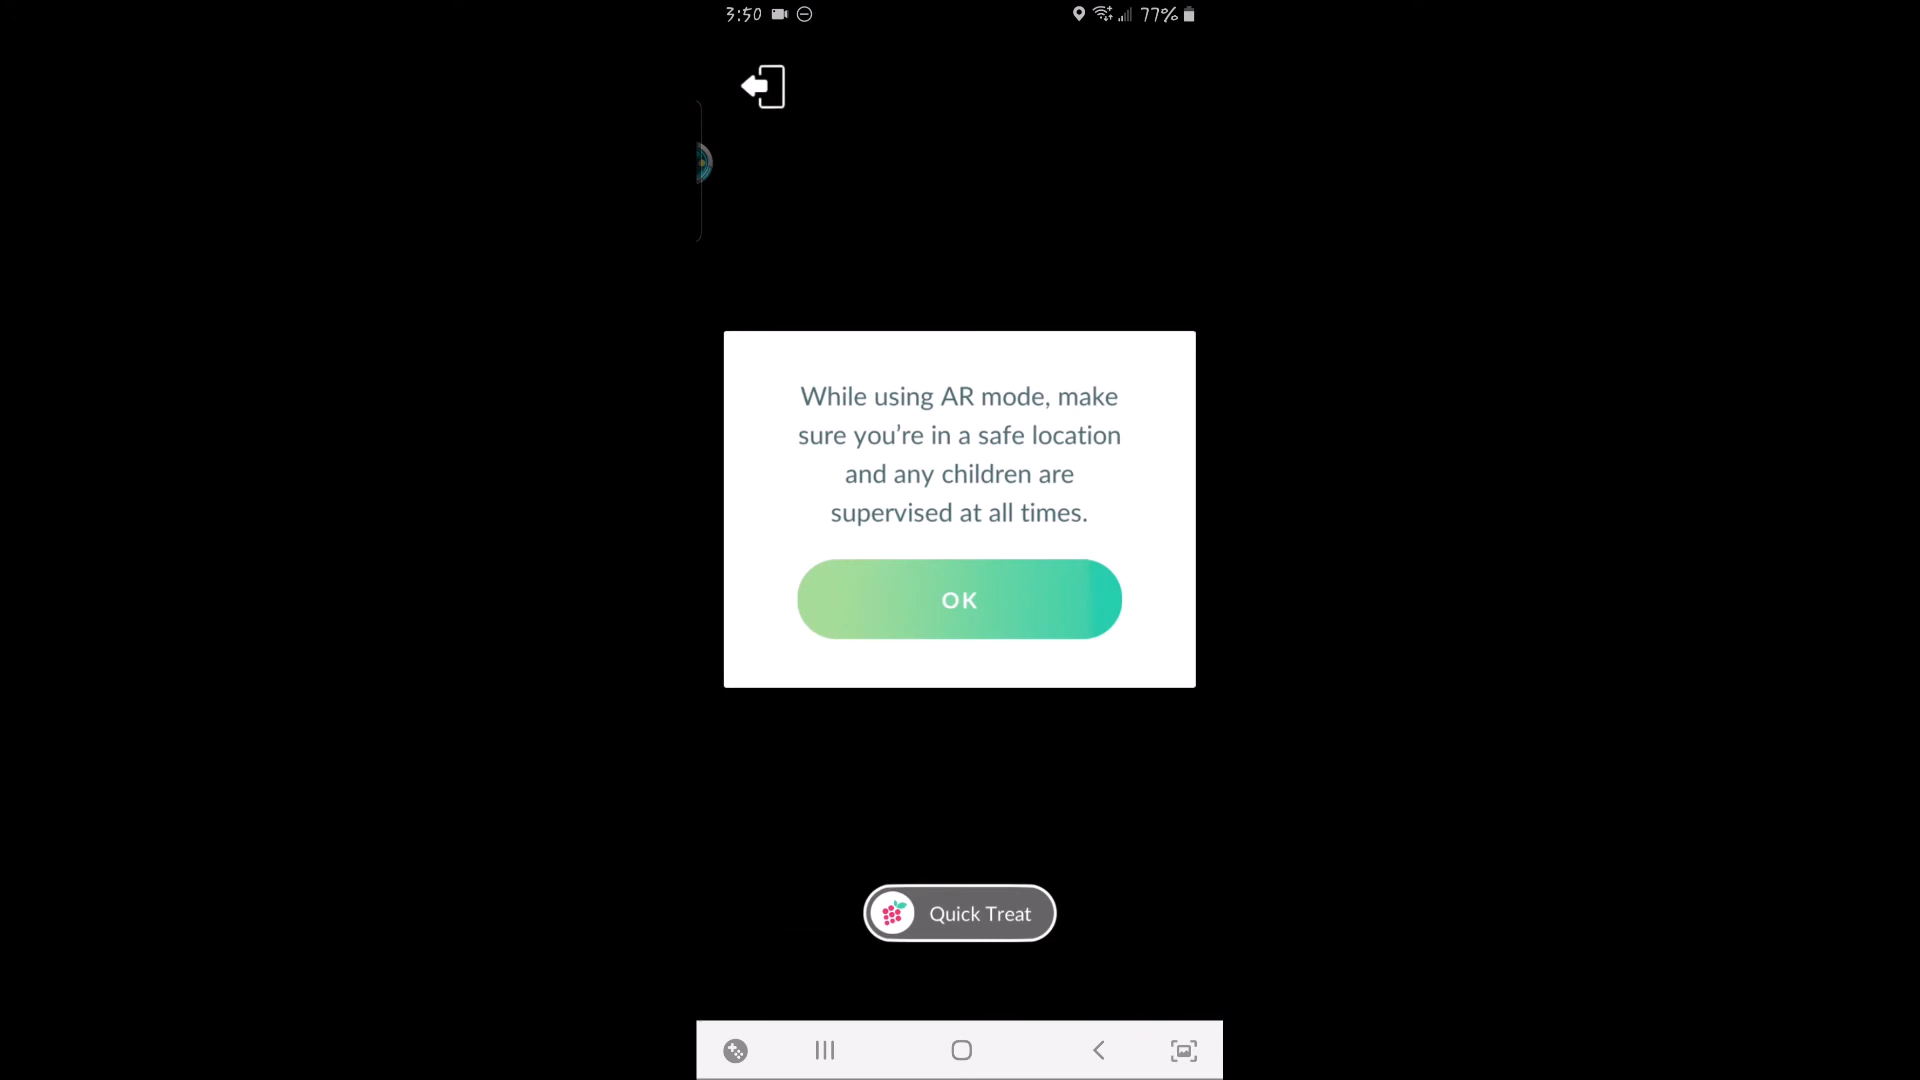 3:50 77%
While using AR mode, make
sure you’re in a safe location
and any children are
supervised at all times.
OK
Quick Treat